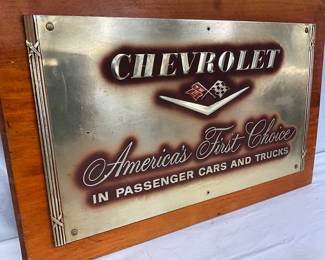 CHEVROLET
America's First Choice
IN PASSENGER CARS AND TRUCKS